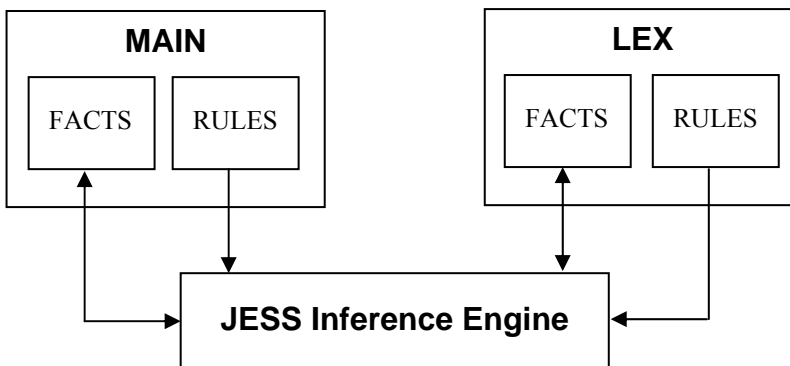 MAIN
FACTS
RULES
LEX
FACTS
RULES
JESS Inference Engine